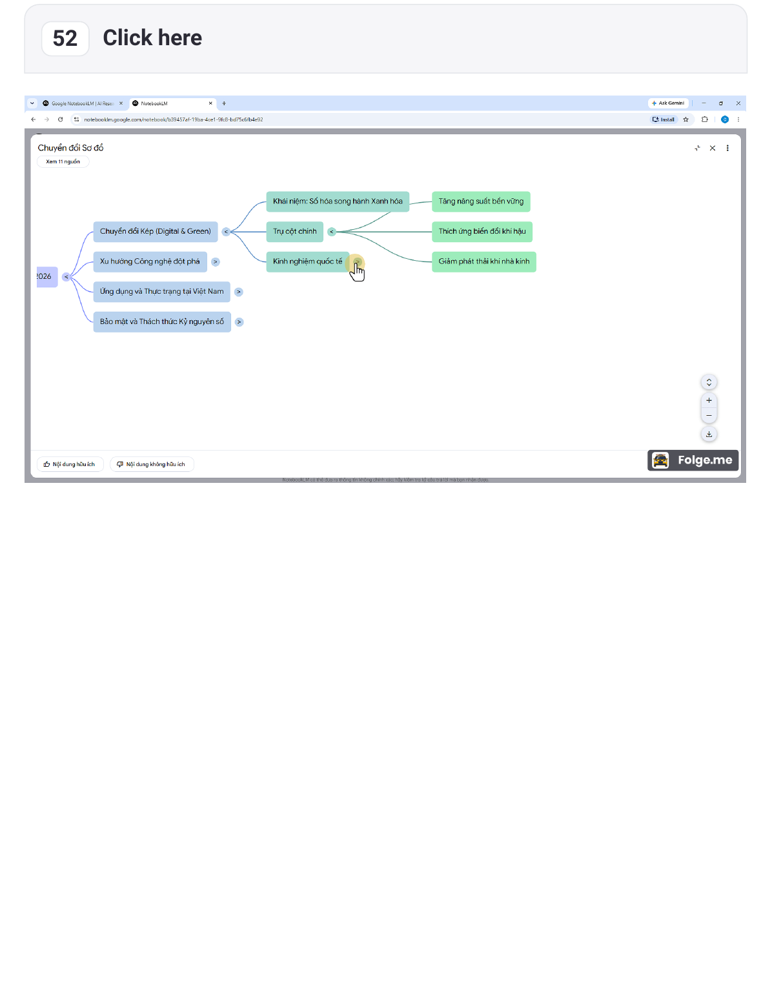 52 Click here
Google NotebookLM | AI Resea
NotebookLM
Ask Gemini
notebooklm.google.com/notebook/b39457af-19ba-4ce1-9fc8-bd75c6fb4e92
Install
Chuyển đổi Sơ đồ
Xem 11 nguồn
Khái niệm: Số hóa song hành Xanh hóa
Tăng năng suất bền vững
Chuyển đổi Kép (Digital & Green) <
Trụ cột chính <
Thích ứng biến đổi khí hậu
Xu hướng Công nghệ đột phá >
Kinh nghiệm quốc tế >
Giảm phát thải khí nhà kính
2026 <
Ứng dụng và Thực trạng tại Việt Nam >
Bảo mật và Thách thức Kỷ nguyên số >
Nội dung hữu ích
Nội dung không hữu ích
Folge.me
NotebookLM có thể đưa ra thông tin không chính xác; hãy kiểm tra kỹ câu trả lời mà bạn nhận được.